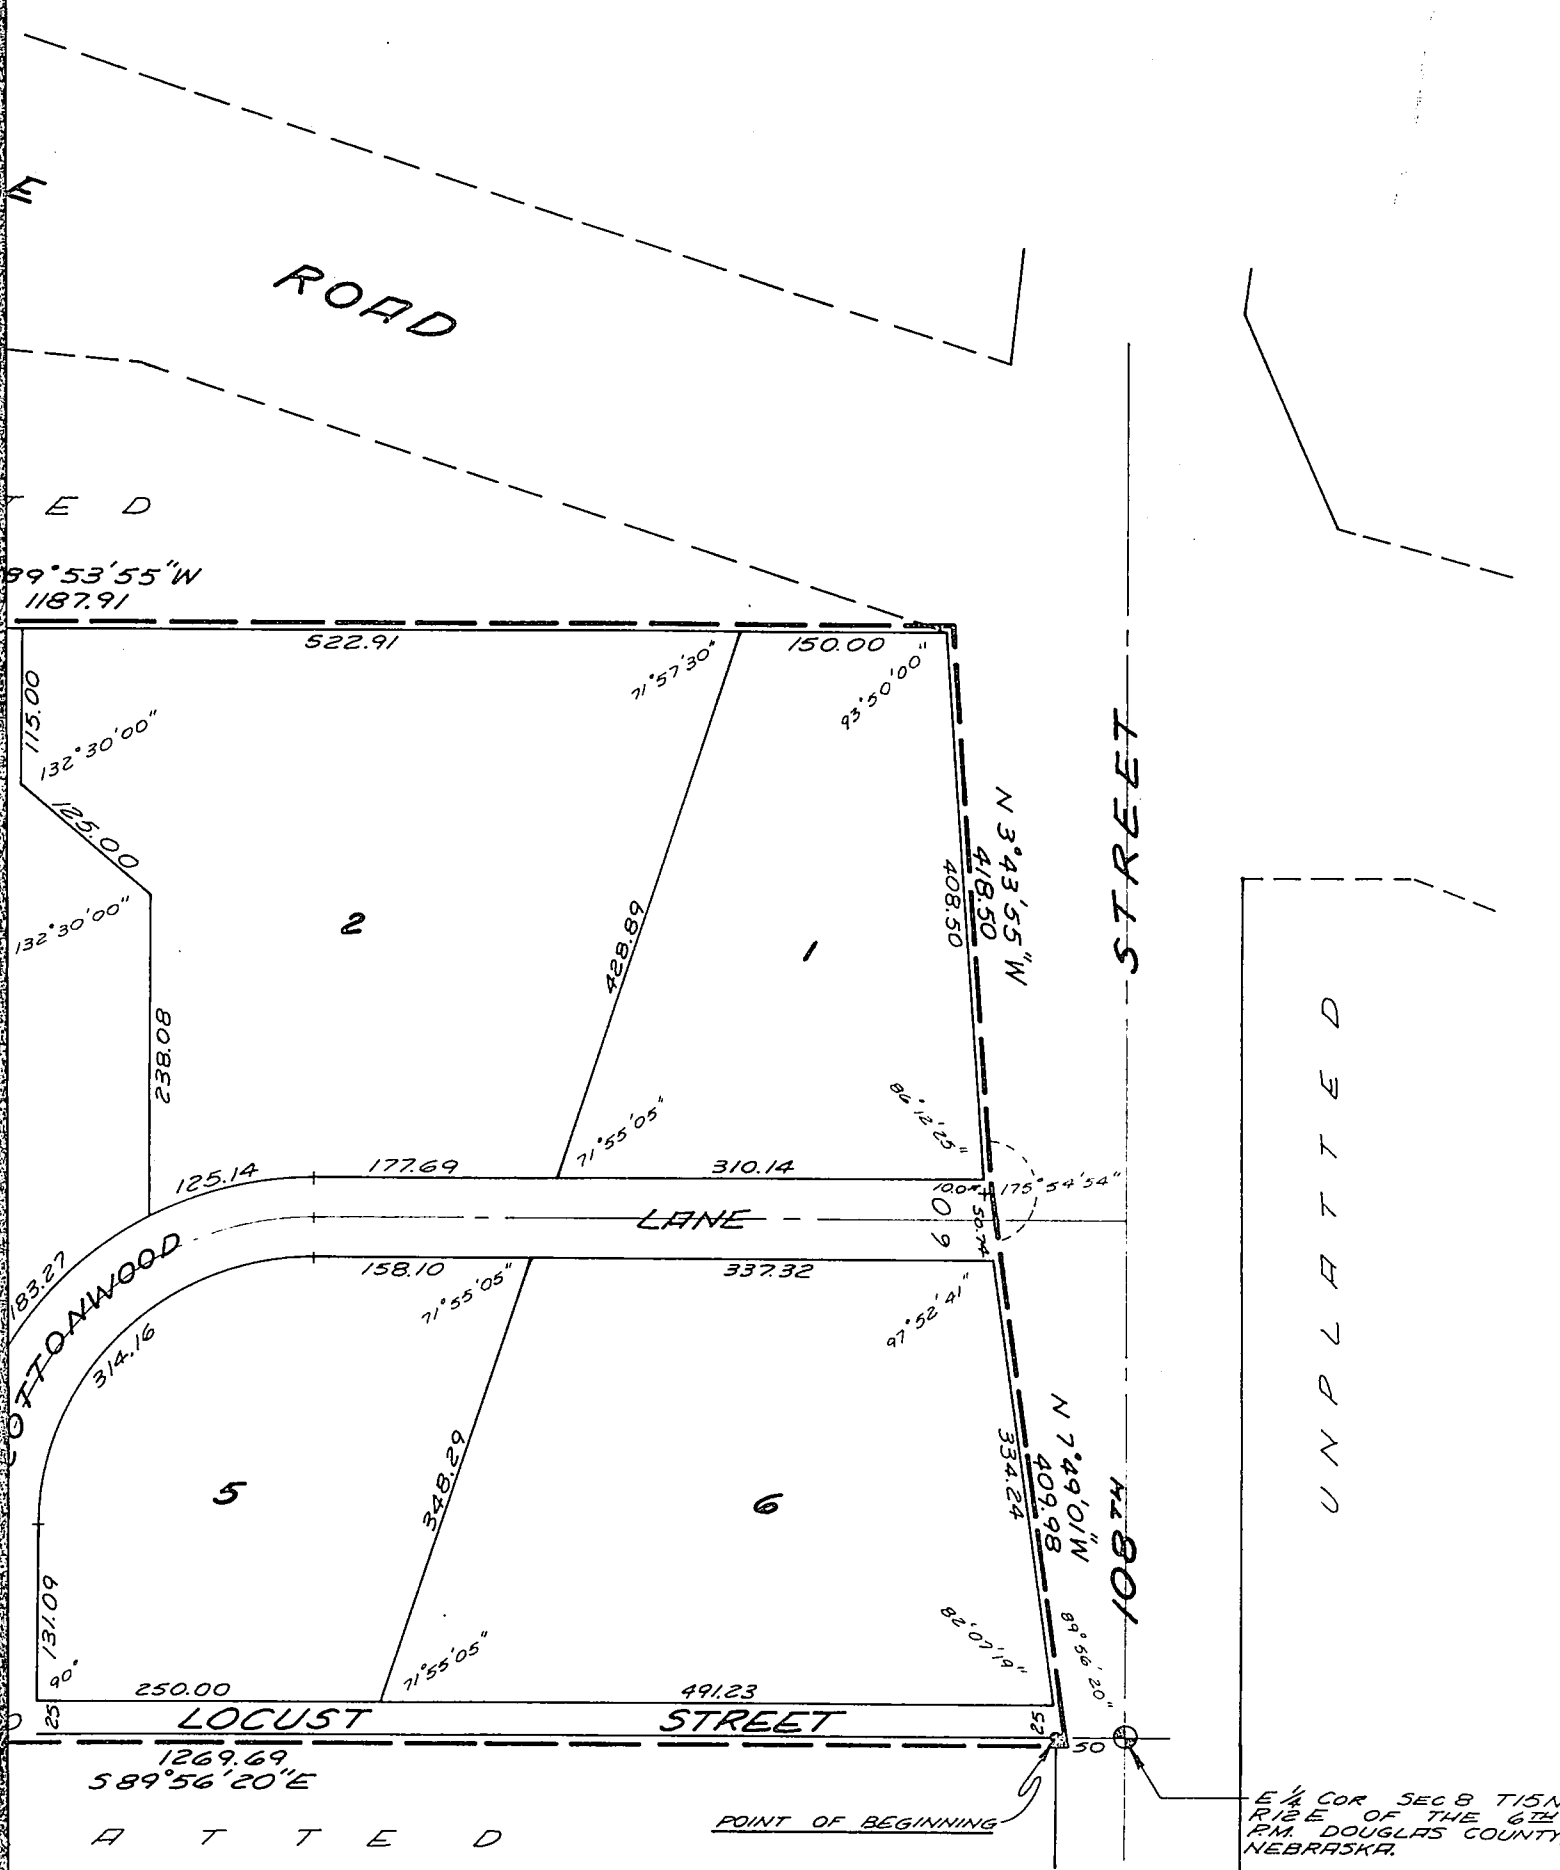 E
ROAD
TED
89°53'55"W
1187.91
522.91
150.00
71°57'30"
93°50'00"
115.00
132°30'00"
125.00
132°30'00"
238.08
2
428.89
1
408.50
N 3°43'55"W
418.50
STREET
86°12'25"
71°55'05"
125.14
177.69
310.14
10.0
175°54'54"
50.74
60
LANE
COTTONWOOD
183.27
314.16
158.10
71°55'05"
337.32
97°52'41"
UNPLATTED
N 7°49'01"W
409.98
334.24
348.29
5
6
108TH
131.09
90°
71°55'05"
82°07'19"
89°56'20"
250.00
491.23
25
LOCUST STREET
25
50
1269.69
S89°56'20"E
ATTED
POINT OF BEGINNING
E 1/4 COR SEC 8 T15N
R12E OF THE 6TH
P.M. DOUGLAS COUNTY
NEBRASKA.